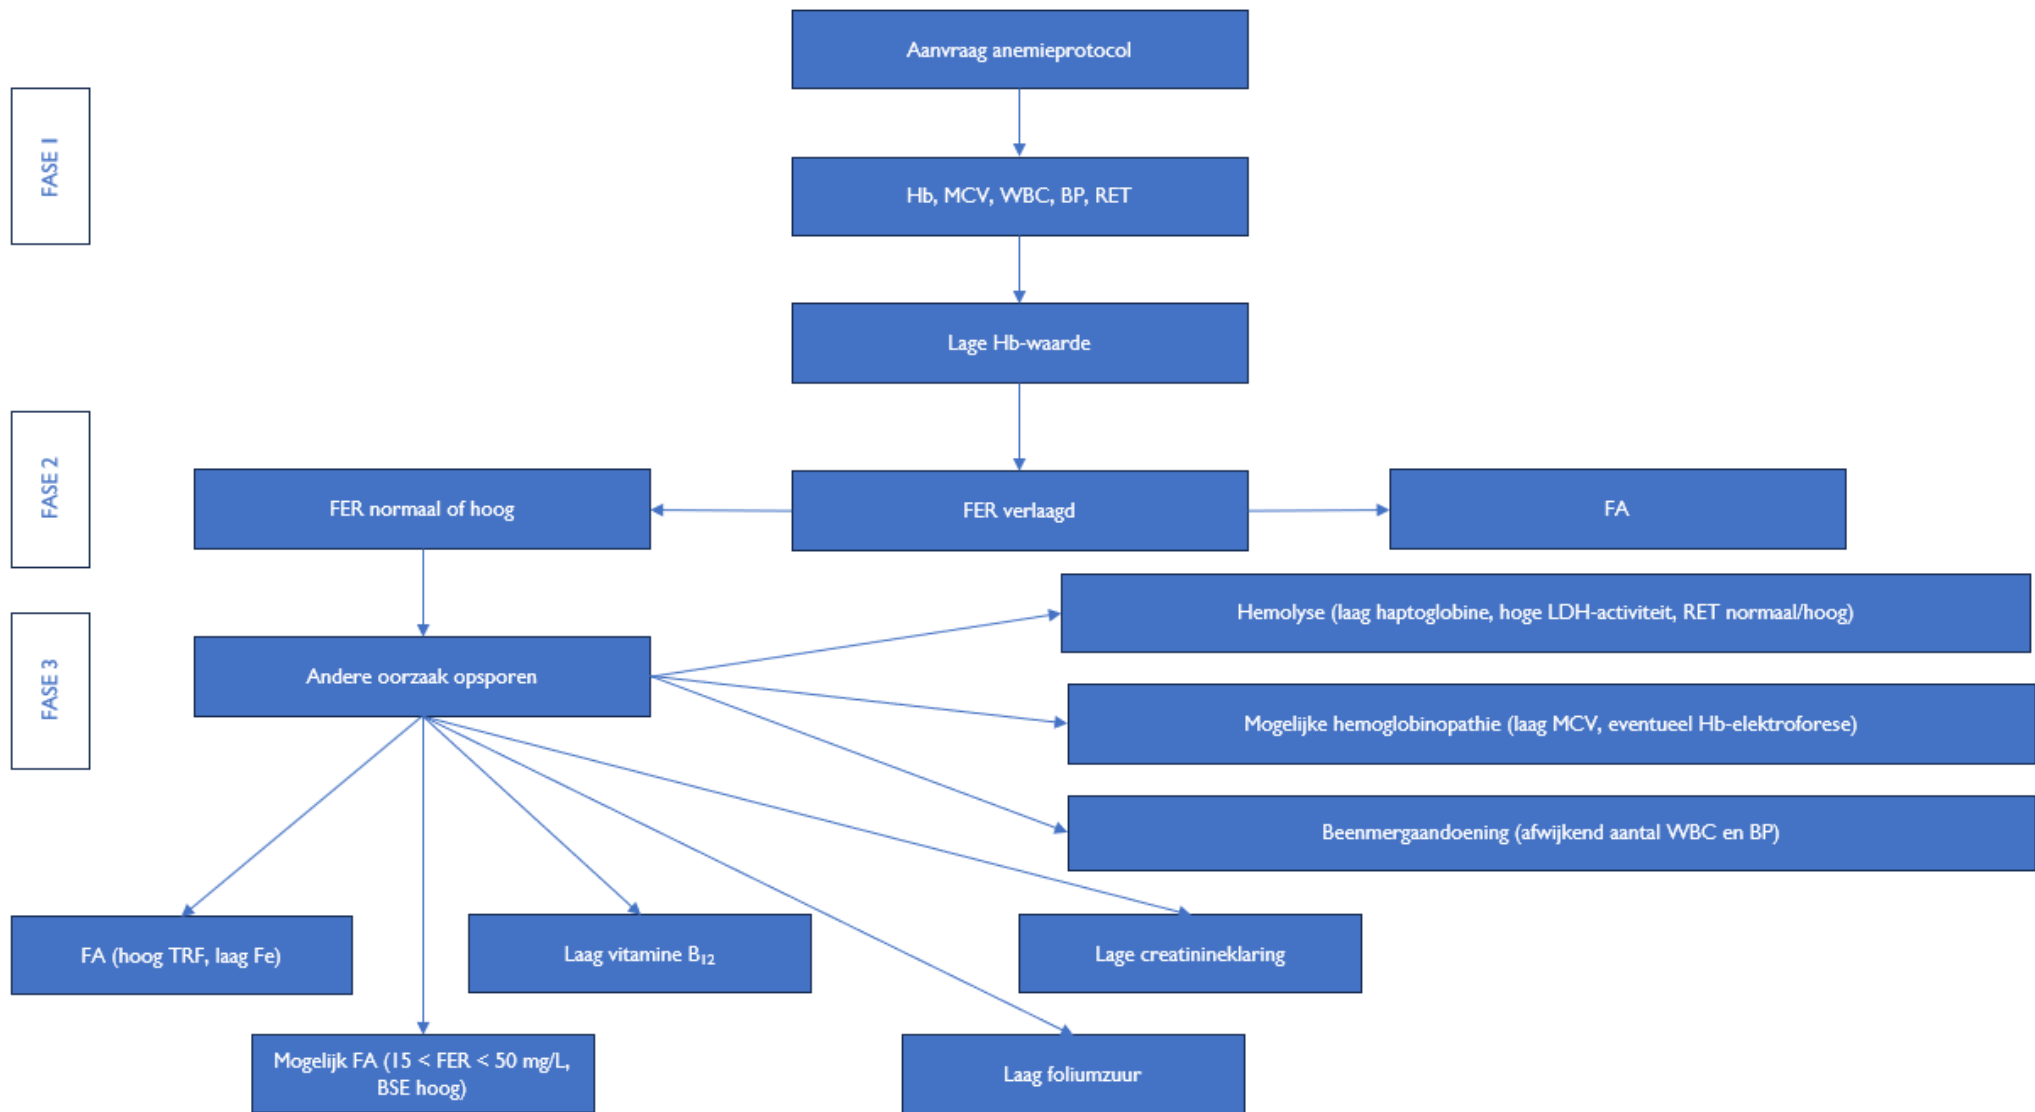 Aanvraag anemieprotocol
FASE 1
Hb, MCV, WBC, BP, RET
Lage Hb-waarde
FASE 2
FER normaal of hoog
FER verlaagd
FA
FASE 3
Andere oorzaak opsporen
Hemolyse (laag haptoglobine, hoge LDH-activiteit, RET normaal/hoog)
Mogelijke hemoglobinopathie (laag MCV, eventueel Hb-elektroforese)
Beenmergaandoening (afwijkend aantal WBC en BP)
FA (hoog TRF, laag Fe)
Laag vitamine B₁₂
Lage creatinineklaring
Mogelijk FA (15 < FER < 50 mg/L,
BSE hoog)
Laag foliumzuur